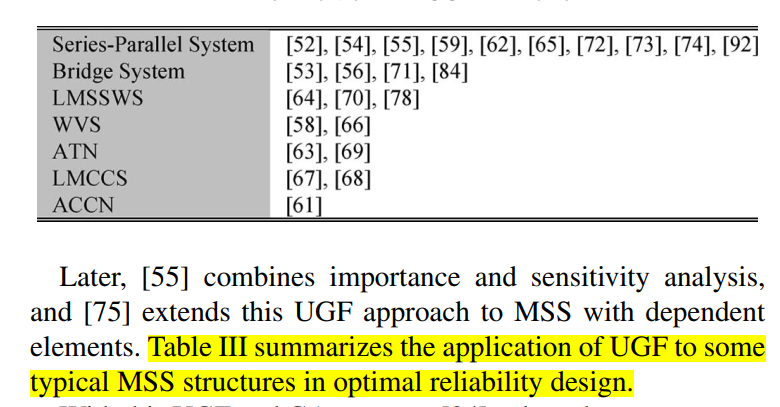 Series-Parallel System [52], [54], [55], [59], [62], [65], [72], [73], [74], [92]
Bridge System [53], [56], [71], [84]
LMSSWS [64], [70], [78]
WVS [58], [66]
ATN [63], [69]
LMCCS [67], [68]
ACCN [61]
Later, [55] combines importance and sensitivity analysis,
and [75] extends this UGF approach to MSS with dependent
elements. Table III summarizes the application of UGF to some
typical MSS structures in optimal reliability design.